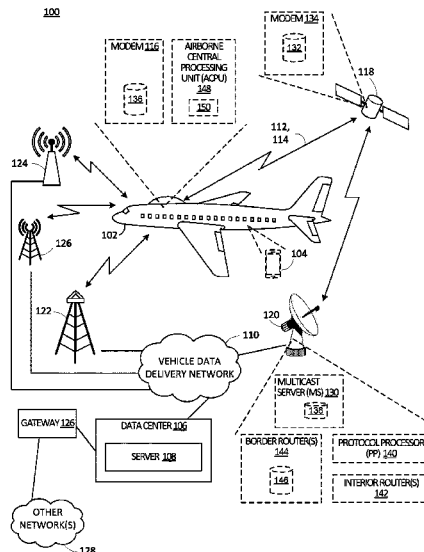 100
MODEM 116
136
AIRBORNE
CENTRAL
PROCESSING
UNIT (ACPU)
148
150
MODEM 134
132
118
112,
114
124
102
126
104
122
120
110
VEHICLE DATA
DELIVERY NETWORK
MULTICAST
SERVER (MS) 130
138
GATEWAY 126
DATA CENTER 106
SERVER 108
BORDER ROUTER(S)
144
146
PROTOCOL PROCESSOR
(PP) 140
INTERIOR ROUTER(S)
142
OTHER
NETWORK(S)
128